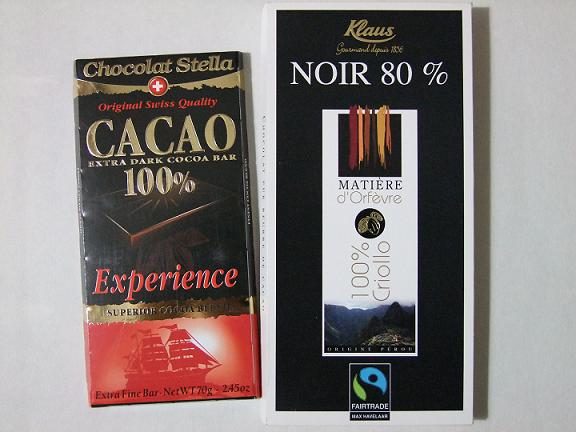 Chocolat Stella
Original Swiss Quality
CACAO
EXTRA DARK COCOA BAR
100%
Experience
SUPERIOR COCOA
Extra Fine Bar - Net WT 70g - 2.45oz
Klaus
Gourmand depuis 1856
NOIR 80 %
MATIÈRE
d'Orfèvre
100%
Criollo
ORIGINE PÉROU
FAIRTRADE
MAX HAVELAAR